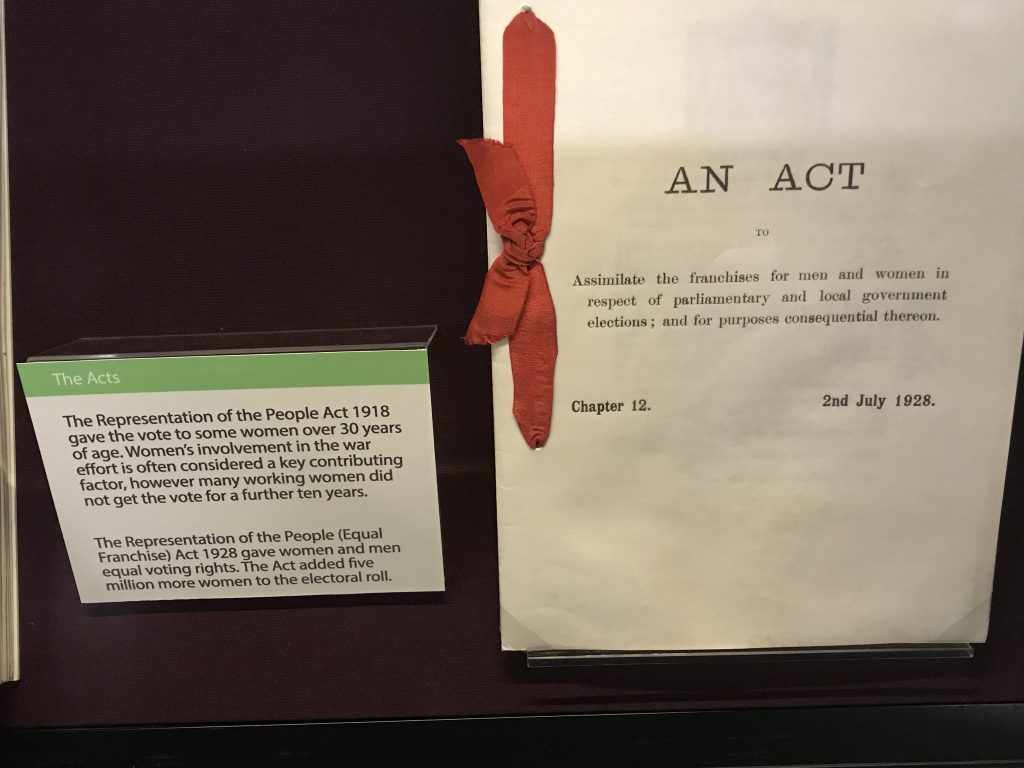 The Acts
The Representation of the People Act 1918
gave the vote to some women over 30 years
of age. Women's involvement in the war
effort is often considered a key contributing
factor, however many working women did
not get the vote for a further ten years.
The Representation of the People (Equal
Franchise) Act 1928 gave women and men
equal voting rights. The Act added five
million more women to the electoral roll.
AN ACT
TO
Assimilate the franchises for men and women in
respect of parliamentary and local government
elections; and for purposes consequential thereon.
Chapter 12. 2nd July 1928.